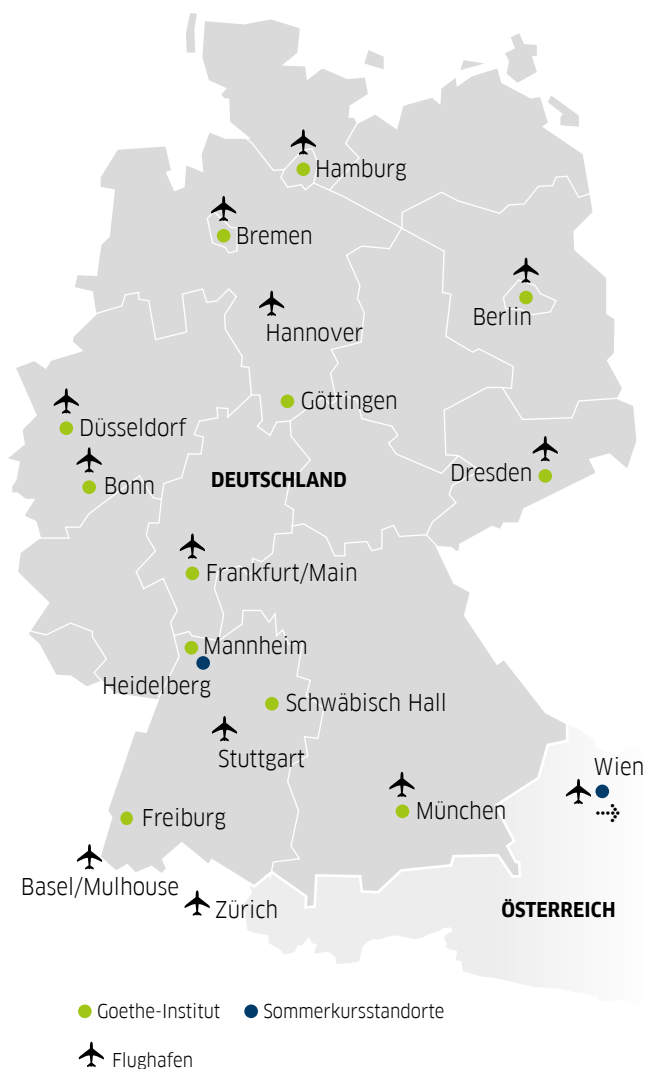 Hamburg
Bremen
Hannover
Berlin
Göttingen
Düsseldorf
Bonn
DEUTSCHLAND
Dresden
Frankfurt/Main
Mannheim
Heidelberg
Schwäbisch Hall
Stuttgart
Wien
München
Freiburg
Basel/Mulhouse
Zürich
ÖSTERREICH
Goethe-Institut
Sommerkursstandorte
Flughafen